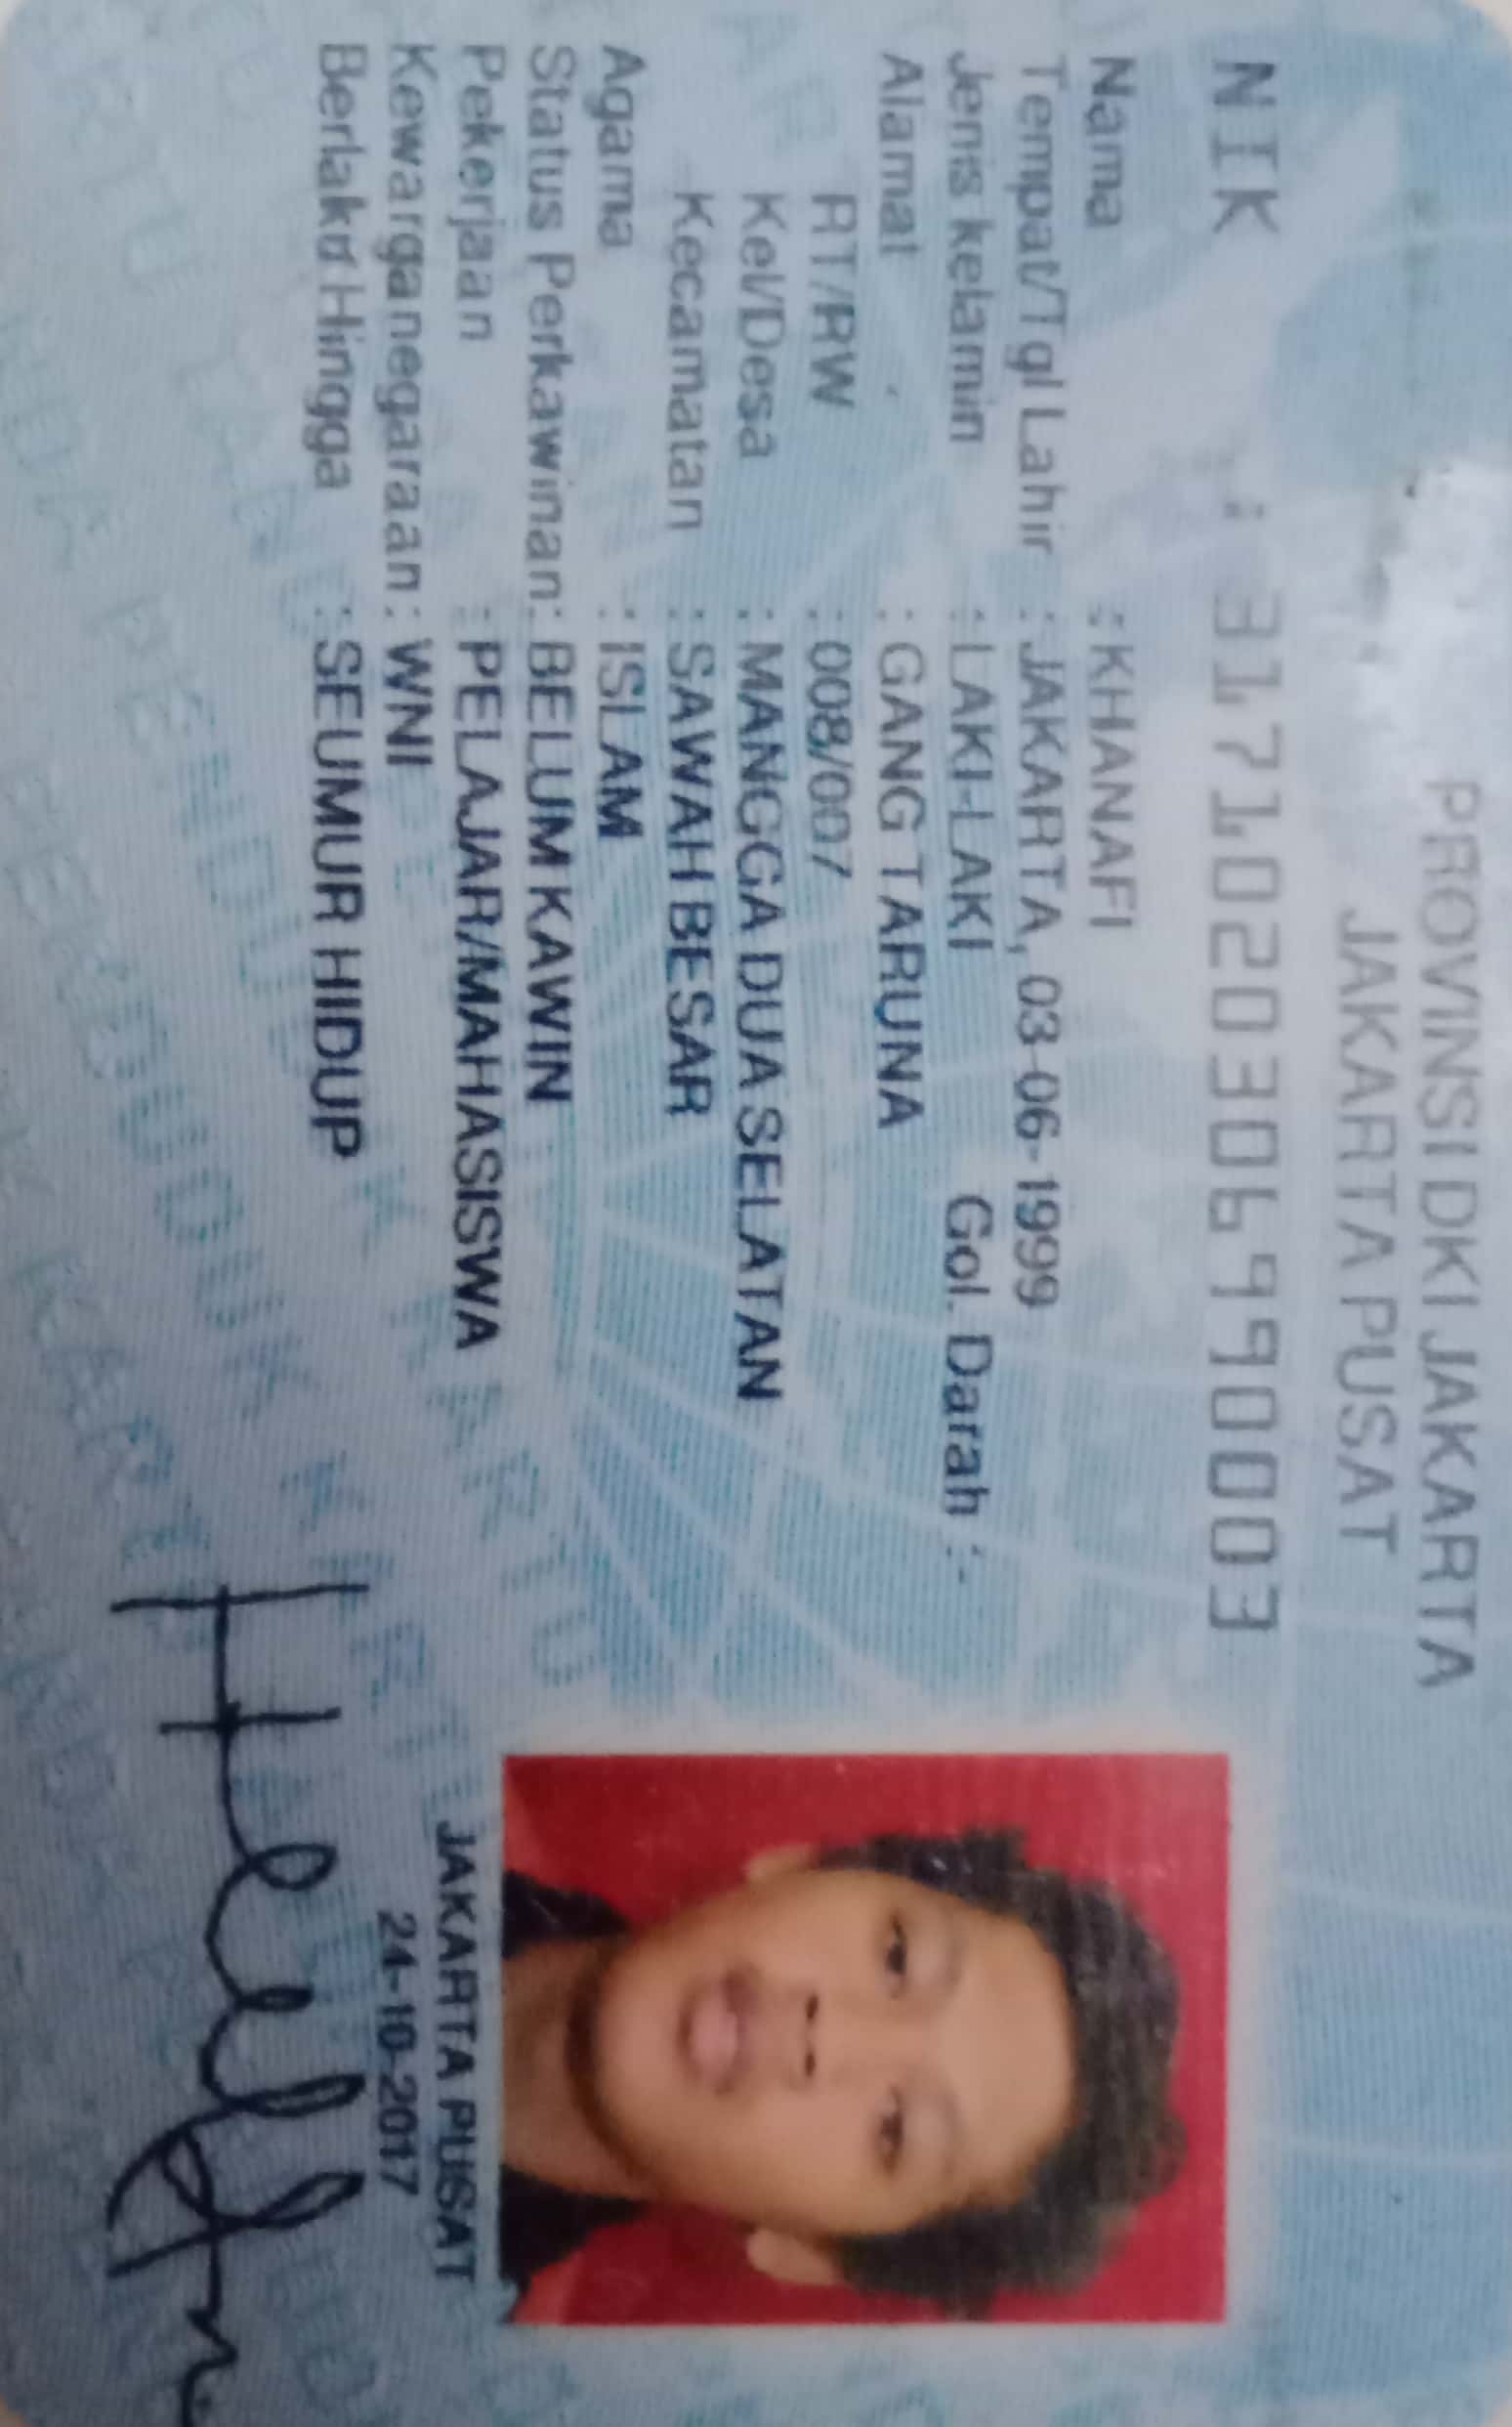 PROVINSI DKI JAKARTA
JAKARTA PUSAT
NIK : 3171020306990003
Nama : KHANAFI
Tempat/Tgl Lahir : JAKARTA, 03-06-1999
Jenis kelamin : LAKI-LAKI Gol. Darah : -
Alamat : GANG TARUNA
RT/RW : 008/007
Kel/Desa : MANGGA DUA SELATAN
Kecamatan : SAWAH BESAR
Agama : ISLAM
Status Perkawinan: BELUM KAWIN
Pekerjaan : PELAJAR/MAHASISWA
Kewarganegaraan : WNI
Berlaku Hingga : SEUMUR HIDUP
JAKARTA PUSAT
24-10-2017